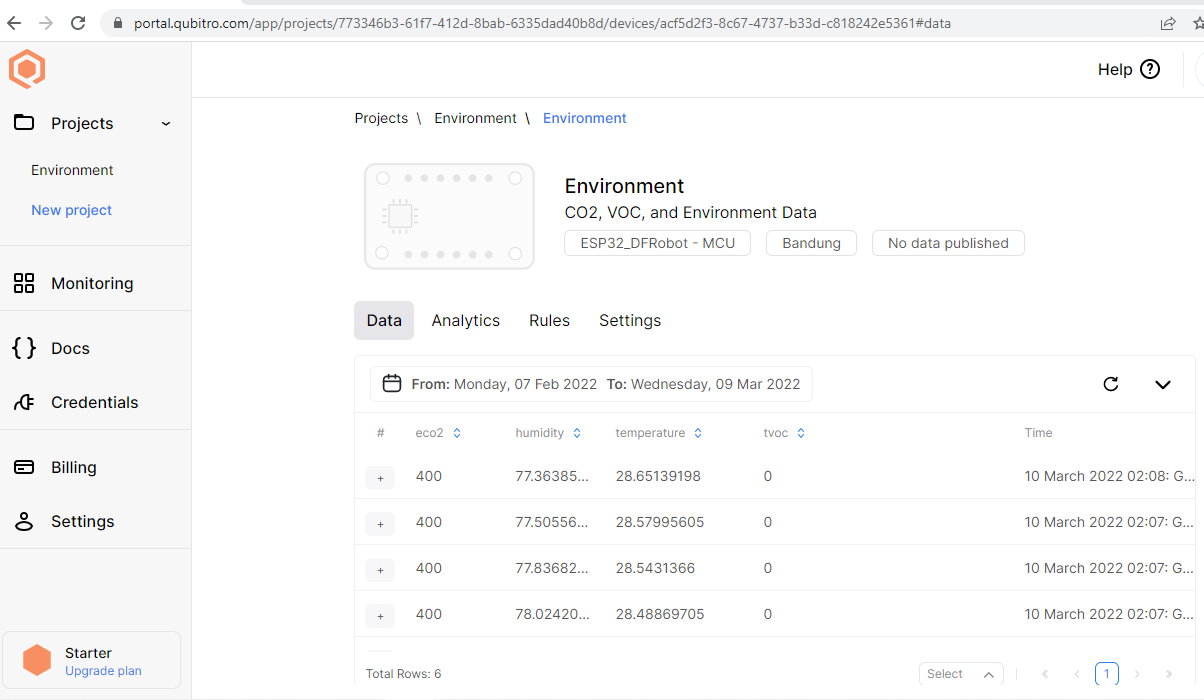 portal.qubitro.com/app/projects/773346b3-61f7-412d-8bab-6335dad40b8d/devices/acf5d2f3-8c67-4737-b33d-c818242e5361#data
Help
Projects
Environment
New project
Monitoring
Docs
Credentials
Billing
Settings
Starter
Upgrade plan
Projects \ Environment \ Environment
Environment
CO2, VOC, and Environment Data
ESP32_DFRobot - MCU Bandung No data published
Data Analytics Rules Settings
From: Monday, 07 Feb 2022 To: Wednesday, 09 Mar 2022
# eco2 humidity temperature tvoc Time
+ 400 77.36385... 28.65139198 0 10 March 2022 02:08: G...
+ 400 77.50556... 28.57995605 0 10 March 2022 02:07: G...
+ 400 77.83682... 28.5431366 0 10 March 2022 02:07: G...
+ 400 78.02420... 28.48869705 0 10 March 2022 02:07: G...
Total Rows: 6 Select « ‹ 1 › »